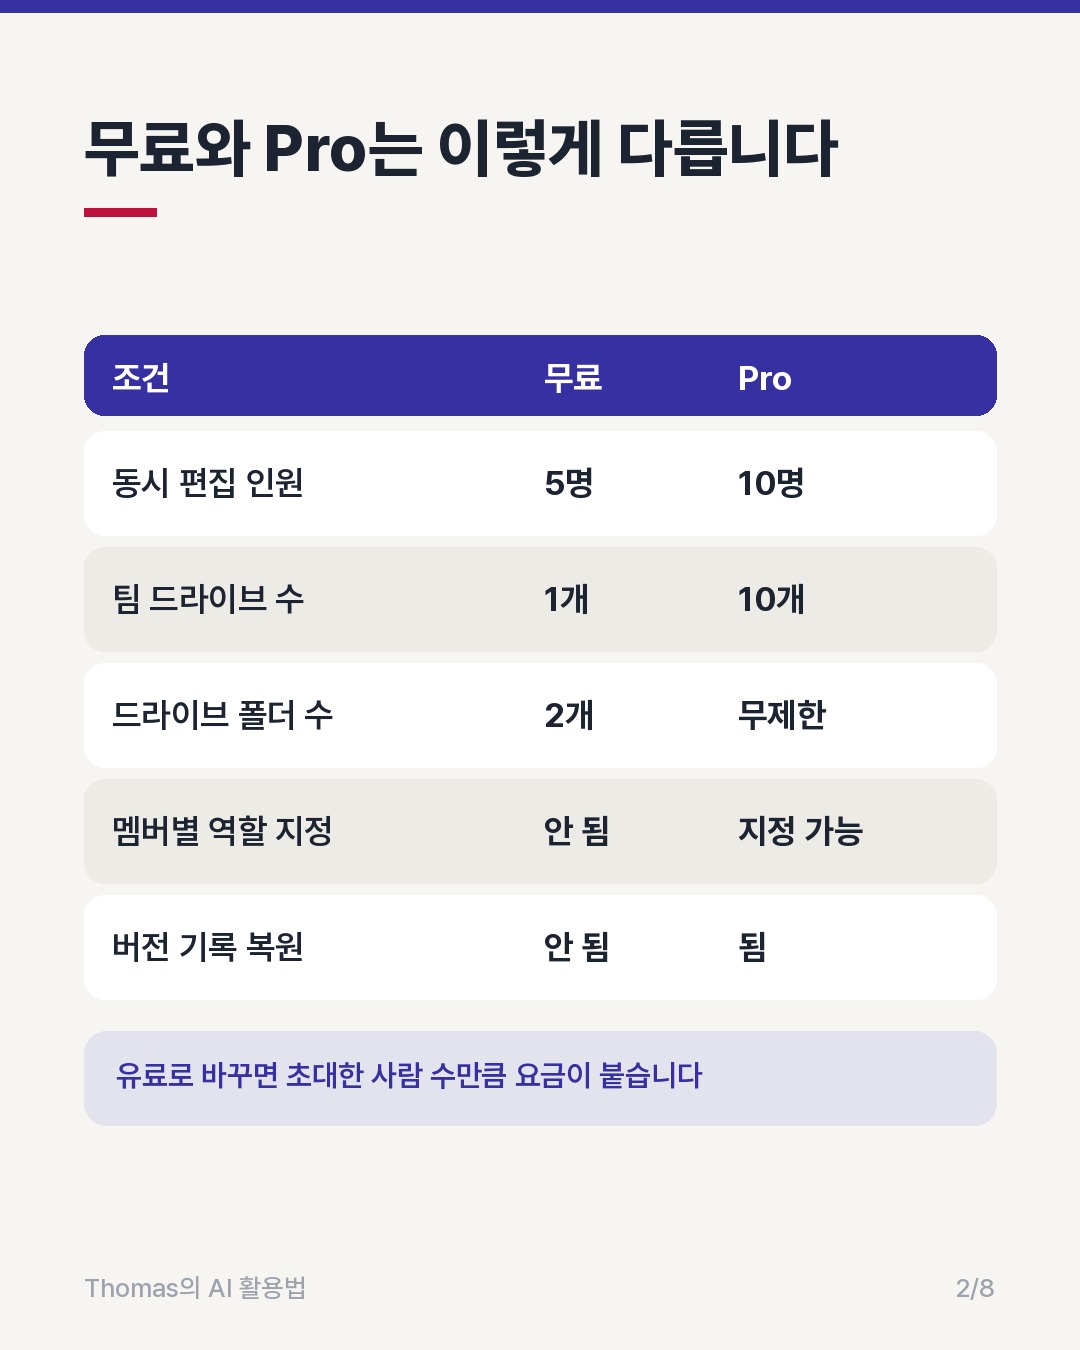 무료와 Pro는 이렇게 다릅니다
조건 무료 Pro
동시 편집 인원 5명 10명
팀 드라이브 수 1개 10개
드라이브 폴더 수 2개 무제한
멤버별 역할 지정 안 됨 지정 가능
버전 기록 복원 안 됨 됨
유료로 바꾸면 초대한 사람 수만큼 요금이 붙습니다
Thomas의 AI 활용법 2/8